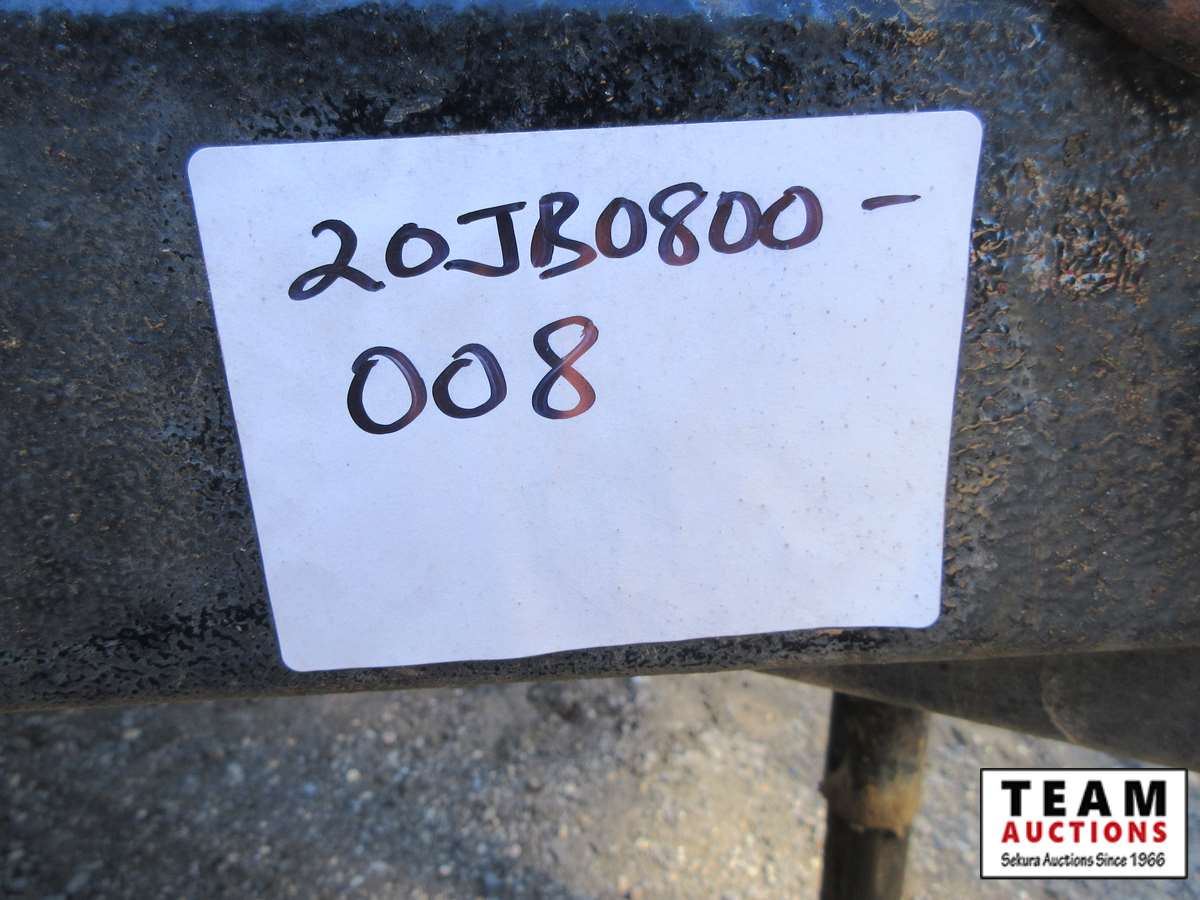 20JB0800-
008
TEAM
AUCTIONS
Sekura Auctions Since 1966